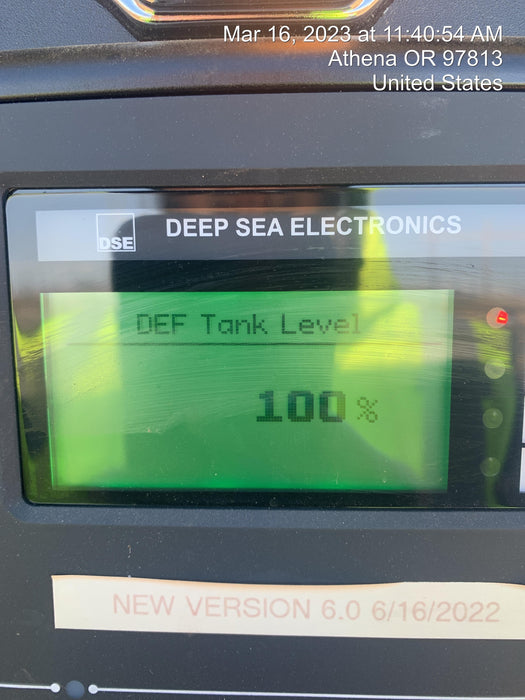 Mar 16, 2023 at 11:40:54 AM
Athena OR 97813
United States
DSE DEEP SEA ELECTRONICS
DEF Tank Level
100 %
NEW VERSION 6.0 6/16/2022